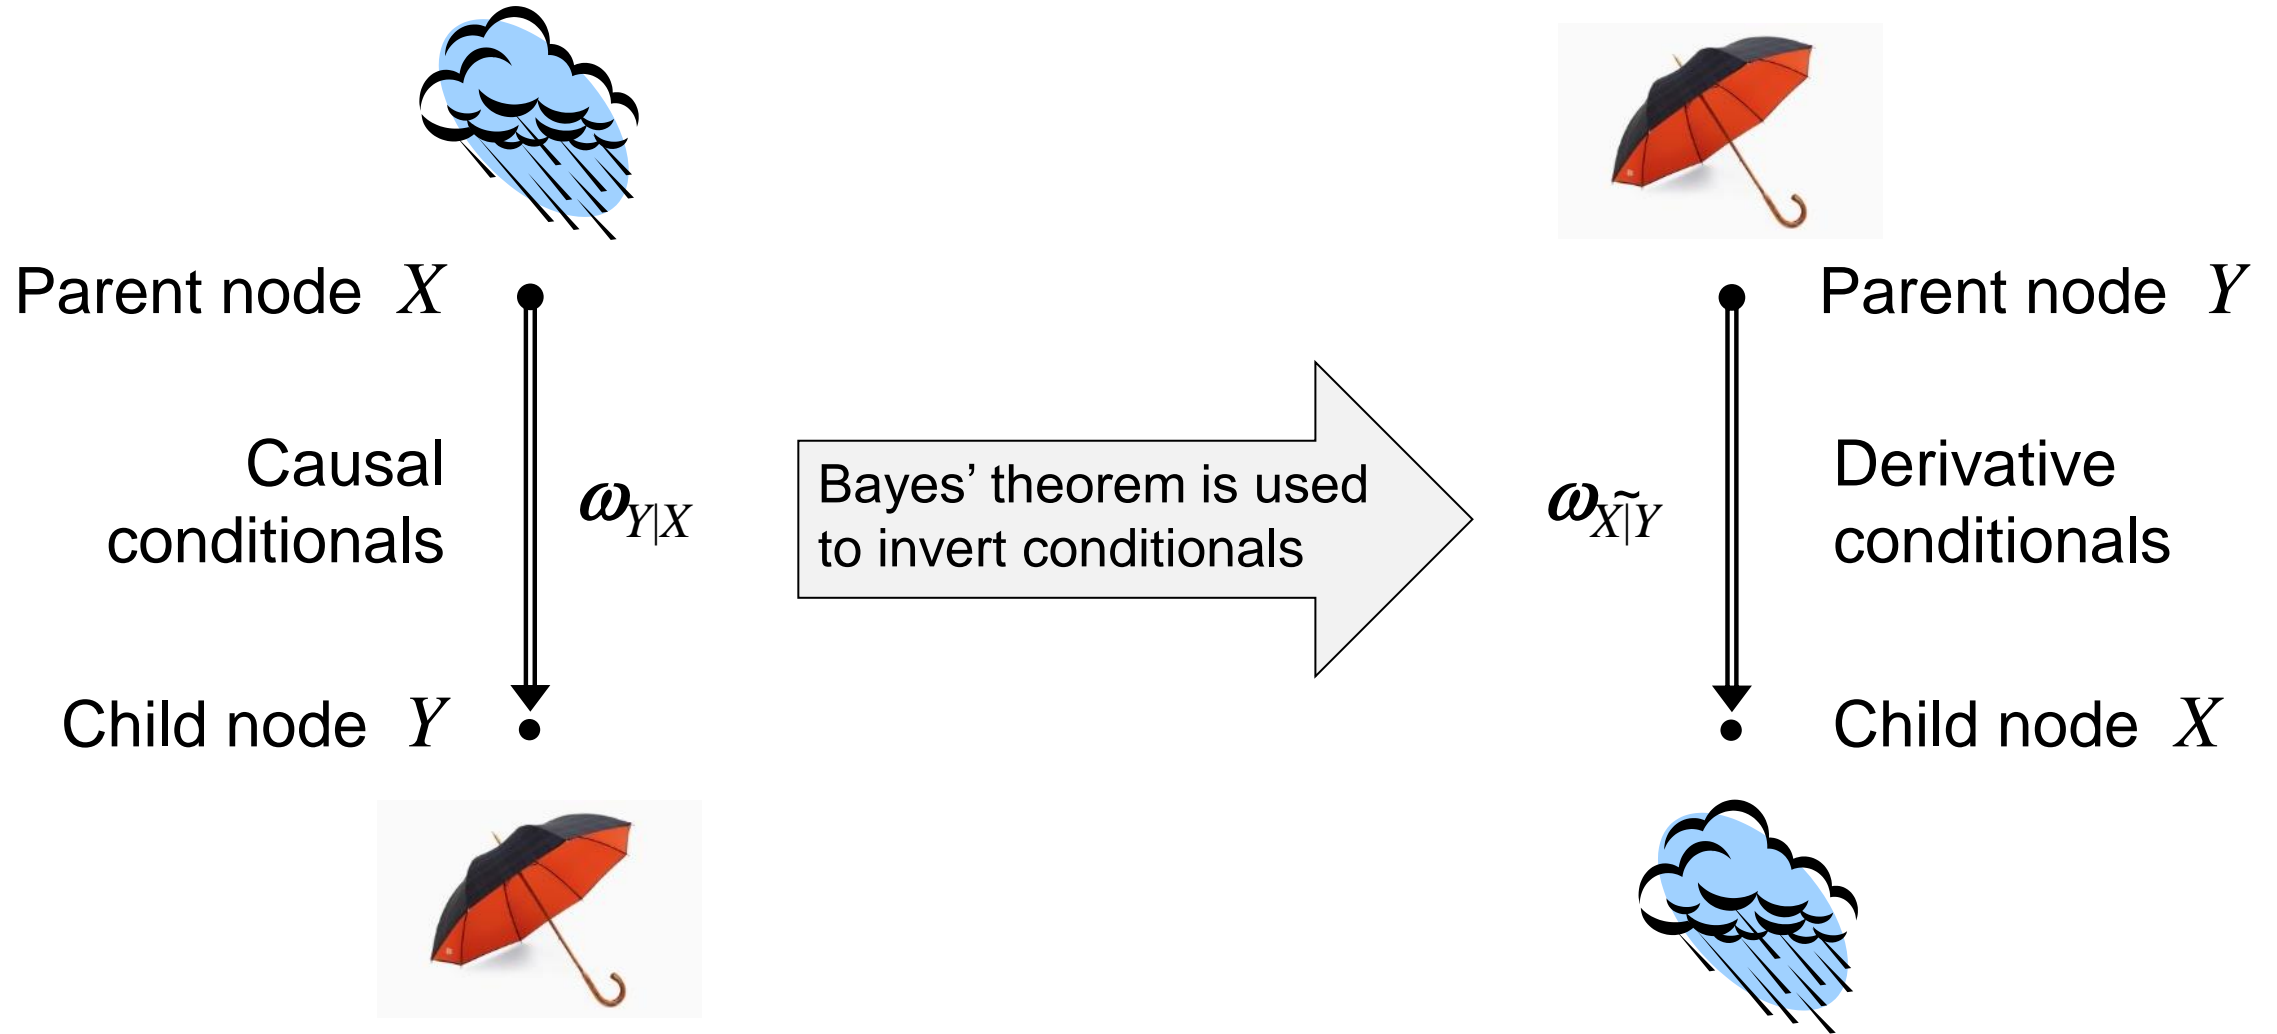 Parent node X
Causal
conditionals
ω_{Y|X}
Child node Y
Bayes’ theorem is used
to invert conditionals
Parent node Y
ω_{X\tilde{|}Y}
Derivative
conditionals
Child node X